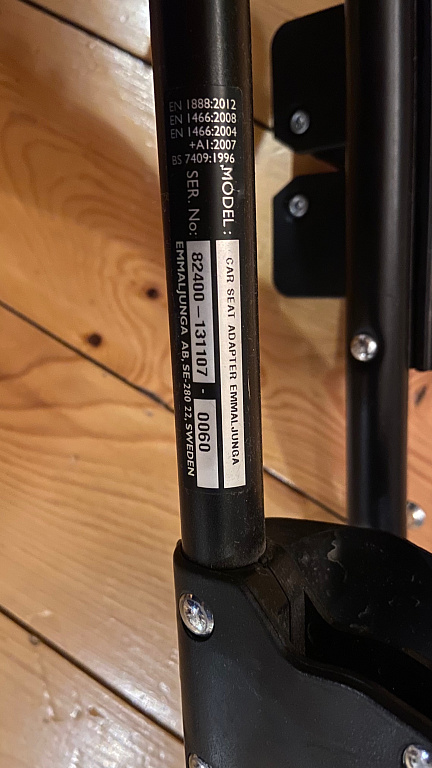 EN 1888:2012
EN 1466:2008
EN 1466:2004
+A1:2007
BS 7409:1996
MODEL :
CAR SEAT ADAPTER EMMALJUNGA
SER. No:
82400-131107 - 0060
EMMALJUNGA AB, SE-280 22, SWEDEN